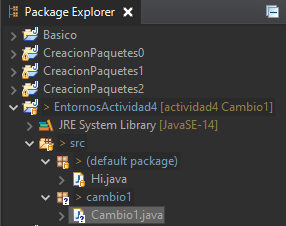 Package Explorer
Basico
CreacionPaquetes0
CreacionPaquetes1
CreacionPaquetes2
> EntornosActividad4 [actividad4 Cambio1]
JRE System Library [JavaSE-14]
> src
> (default package)
Hi.java
> cambio1
Cambio1.java